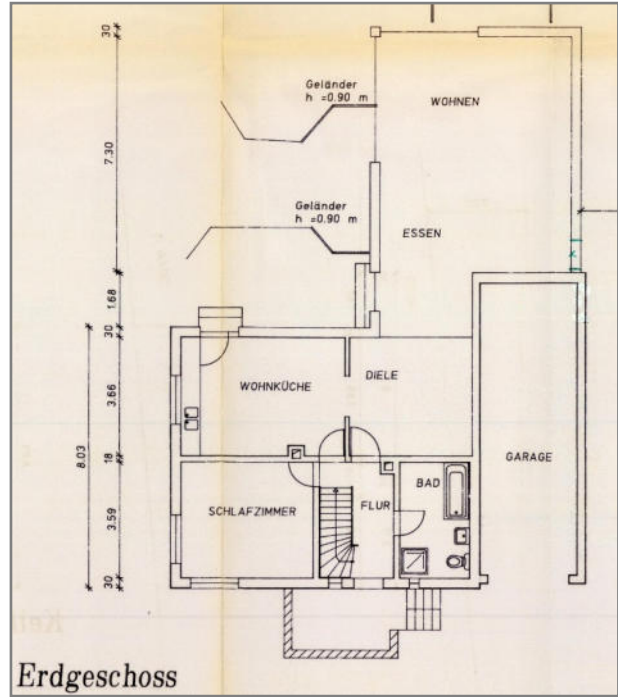 Geländer
h =0.90 m
WOHNEN
Geländer
h =0.90 m
ESSEN
WOHNKÜCHE
DIELE
GARAGE
BAD
SCHLAFZIMMER
FLUR
30
7.30
1.68
30
3.66
18
3.59
30
8.03
Erdgeschoss